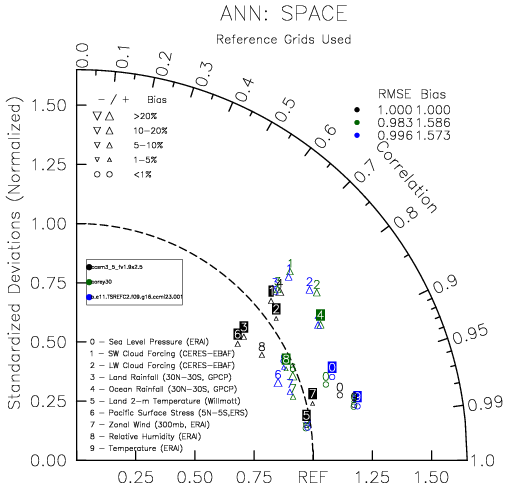 ANN: SPACE
Reference Grids Used
Standard Deviations (Normalized)
Correlation
0.0 0.1 0.2 0.3 0.4 0.5 0.6 0.7 0.8 0.9 0.95 0.99 1.0
1.50
1.25
1.00
0.75
0.50
0.25
0.00
0.25 0.50 0.75 REF 1.25 1.50
− / + Bias
>20%
10−20%
5−10%
1−5%
<1%
RMSE Bias
1.000 1.000
0.983 1.586
0.996 1.573
0 − Sea Level Pressure (ERAI)
1 − SW Cloud Forcing (CERES−EBAF)
2 − LW Cloud Forcing (CERES−EBAF)
3 − Land Rainfall (30N−30S, GPCP)
4 − Ocean Rainfall (30N−30S, GPCP)
5 − Land 2−m Temperature (Willmott)
6 − Pacific Surface Stress (5N−5S,ERS)
7 − Zonal Wind (300mb, ERAI)
8 − Relative Humidity (ERAI)
9 − Temperature (ERAI)